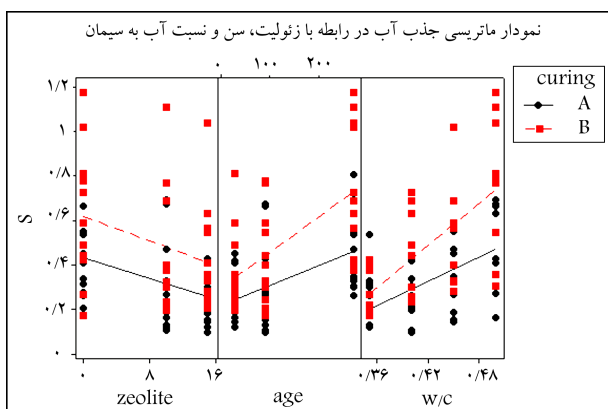 نمودار ماتریسی جذب آب در رابطه با زئولیت، سن و نسبت آب به سیمان
۰ ۱۰۰ ۲۰۰
۱/۲
۱
۰/۸
۰/۶
۰/۴
۰/۲
۰
S
curing
A
B
۰ ۸ ۱۶
۰/۳۶ ۰/۴۲ ۰/۴۸
zeolite age w/c